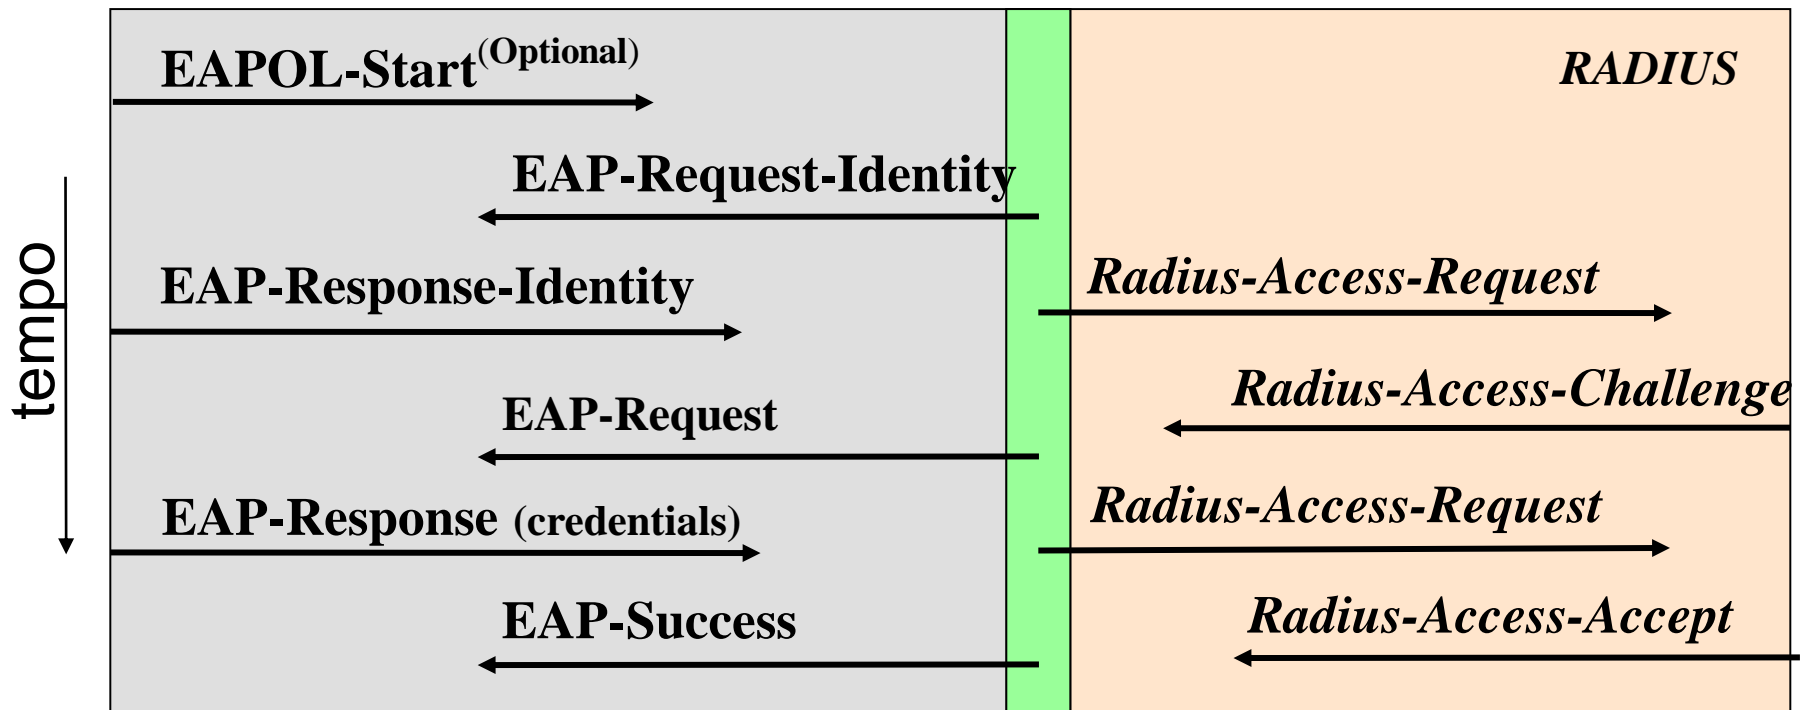 EAPOL-Start(Optional)
RADIUS
EAP-Request-Identity
tempo
EAP-Response-Identity
Radius-Access-Request
Radius-Access-Challenge
EAP-Request
Radius-Access-Request
EAP-Response (credentials)
Radius-Access-Accept
EAP-Success